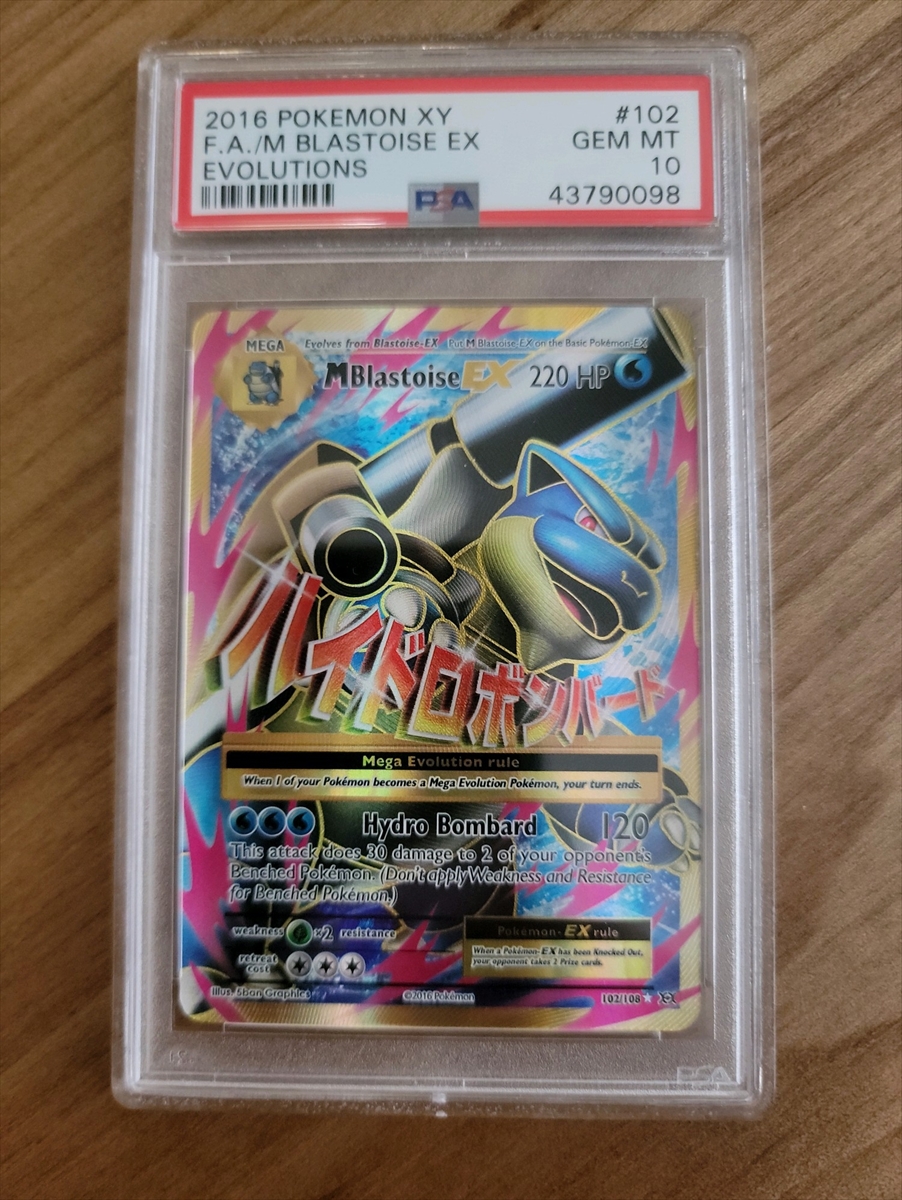 2016 POKEMON XY #102
F.A./M BLASTOISE EX GEM MT
EVOLUTIONS 10
PSA 43790098
MEGA
Evolves from Blastoise-EX Put M Blastoise-EX on the Basic Pokémon-EX
M Blastoise EX 220 HP
ハイドロボンバード
Mega Evolution rule
When 1 of your Pokémon becomes a Mega Evolution Pokémon, your turn ends.
Hydro Bombard 120
This attack does 30 damage to 2 of your opponent's
Benched Pokémon. (Don't apply Weakness and Resistance
for Benched Pokémon.)
weakness ×2 resistance
retreat
cost
Pokémon-EX rule
When a Pokémon-EX has been Knocked Out,
your opponent takes 2 Prize cards.
Illus. 5ban Graphics ©2016 Pokémon 102/108 XY
PSA